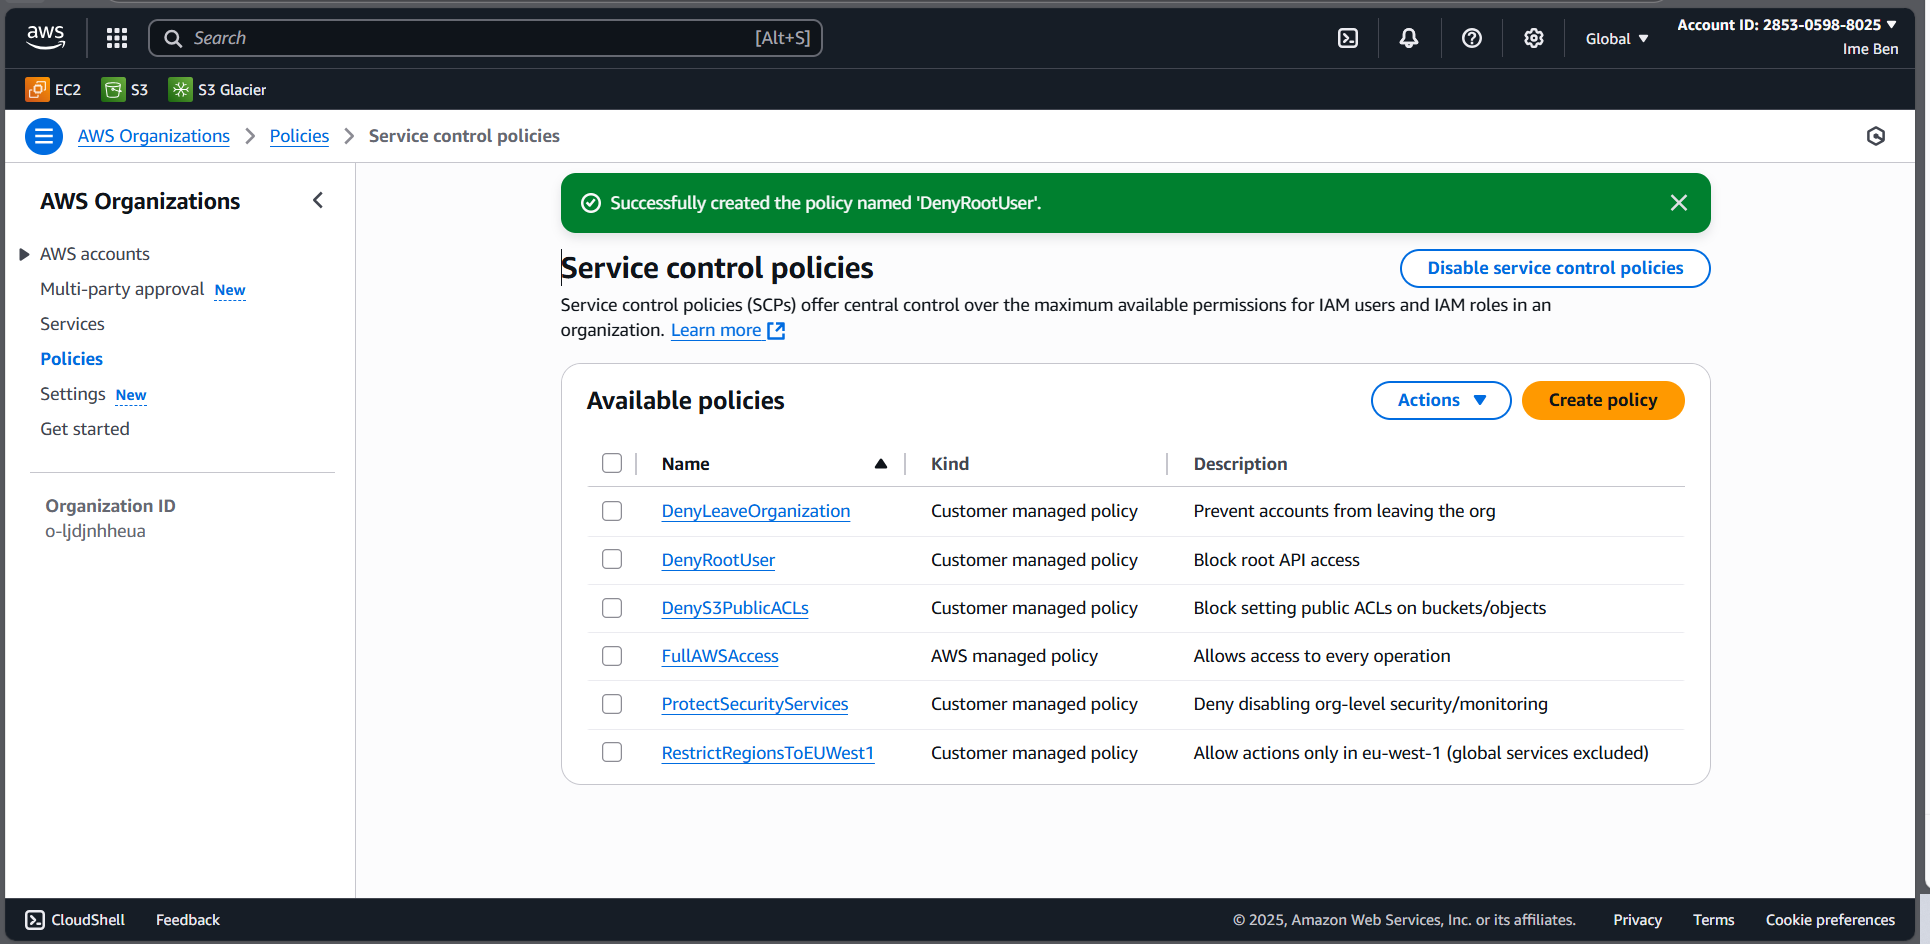 aws
Search [Alt+S]
Global
Account ID: 2853-0598-8025
Ime Ben
EC2 S3 S3 Glacier
AWS Organizations Policies Service control policies
AWS Organizations
AWS accounts
Multi-party approval New
Services
Policies
Settings New
Get started
Organization ID
o-ljdjnhheua
Successfully created the policy named 'DenyRootUser'.
Service control policies
Disable service control policies
Service control policies (SCPs) offer central control over the maximum available permissions for IAM users and IAM roles in an
organization. Learn more
Available policies
Actions Create policy
Name Kind Description
DenyLeaveOrganization Customer managed policy Prevent accounts from leaving the org
DenyRootUser Customer managed policy Block root API access
DenyS3PublicACLs Customer managed policy Block setting public ACLs on buckets/objects
FullAWSAccess AWS managed policy Allows access to every operation
ProtectSecurityServices Customer managed policy Deny disabling org-level security/monitoring
RestrictRegionsToEUWest1 Customer managed policy Allow actions only in eu-west-1 (global services excluded)
CloudShell Feedback © 2025, Amazon Web Services, Inc. or its affiliates. Privacy Terms Cookie preferences